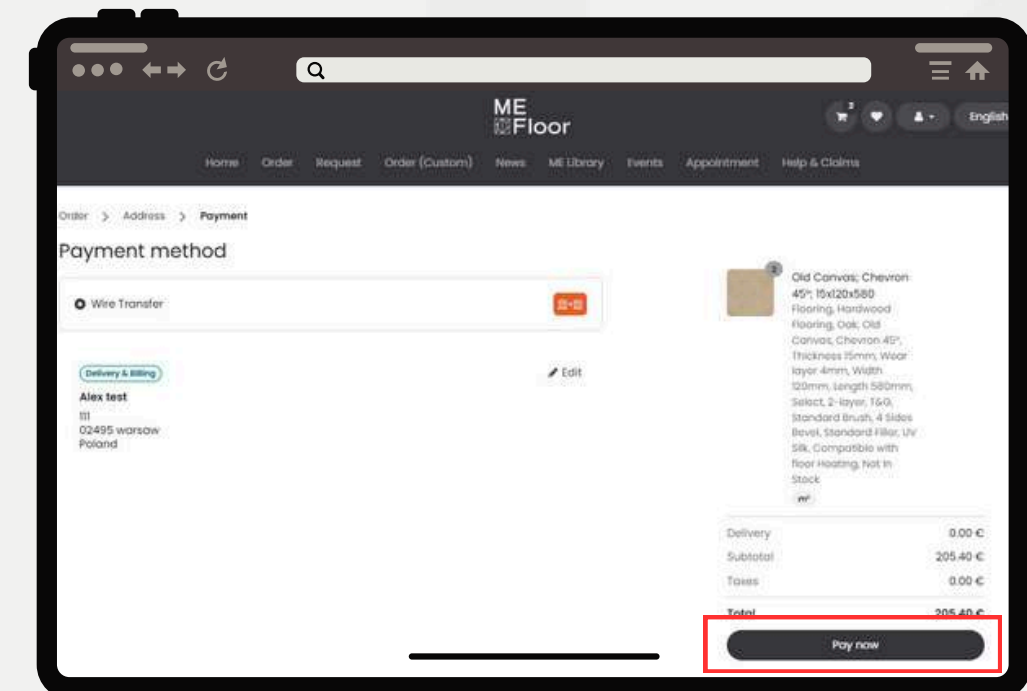 ME
Floor
2
English
Home Order Request Order (Custom) News ME Library Events Appointment Help & Claims
Order > Address > Payment
Payment method
Wire Transfer
Delivery & Billing
Edit
Alex test
111
02495 warsaw
Poland
2
Old Canvas; Chevron
45°; 15x120x580
Flooring, Hardwood
Flooring, Oak, Old
Canvas, Chevron 45°,
Thickness 15mm, Wear
layer 4mm, Width
120mm, Length 580mm,
Select, 2-layer, T&G,
Standard Brush, 4 Sides
Bevel, Standard Filler, UV
Silk, Compatible with
floor Heating, Not In
Stock
m²
Delivery 0.00 €
Subtotal 205.40 €
Taxes 0.00 €
Total 205.40 €
Pay now